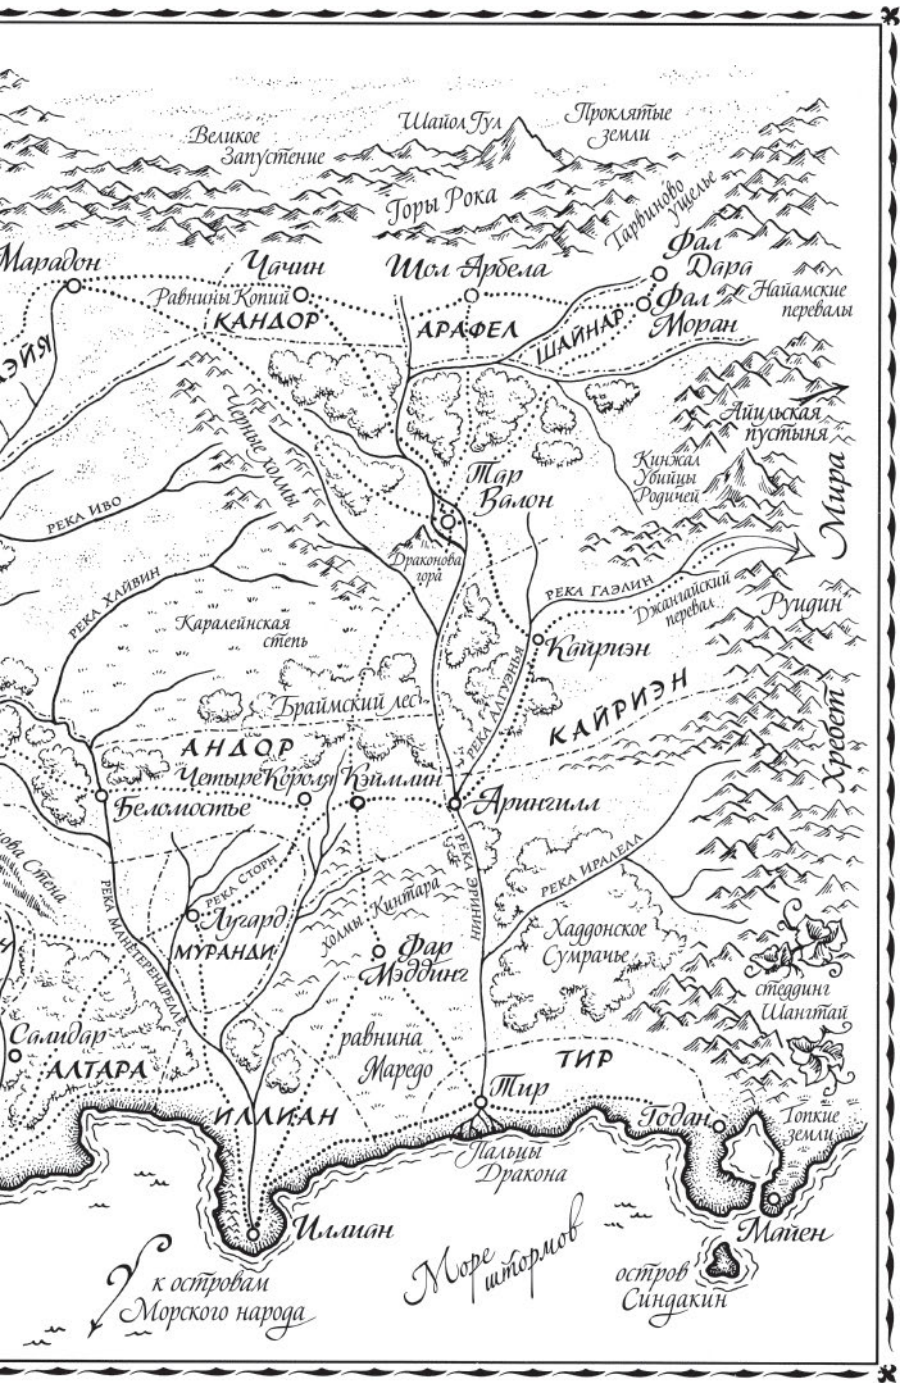 Великое
Запустение
Шайол Гул
Проклятые
земли
Горы Рока
Тарвиново
ущелье
Марадон
Чачин
Шол Арбела
Фал
Дара
Равнины Копий
КАНДОР
АРАФЕЛ
ШАЙНАР
Фал
Моран
Найамские
перевалы
Черные холмы
Айильская
пустыня
Тар
Валон
Кинжал
Убийцы
Родичей
Хребет Мира
РЕКА ИВО
Драконова
гора
РЕКА ХАЙВИН
РЕКА ГАЭЛИН
Джангайский
перевал
Руидин
Каралейнская
степь
Кайриэн
КАЙРИЭН
РЕКА АЛГУЭНЬЯ
Браймский лес
АНДОР
Четыре Короля
Кэймлин
Беломостье
Арингилл
РЕКА ЭРИНИН
РЕКА ИРАЛЕЛЛ
РЕКА СТОРН
Лугард
МУРАНДИ
РЕКА МАНЕТЕРЕНДРЕЛЛЕ
холмы Кинтара
Фар
Мэддинг
Хаддонское
Сумрачье
стеддинг
Шангтай
Салидар
АЛТАРА
равнина
Маредо
ТИР
ИЛЛИАН
Тир
Годан
Топкие
земли
Пальцы
Дракона
Иллиан
Майен
Море
штормов
остров
Синдакин
к островам
Морского народа